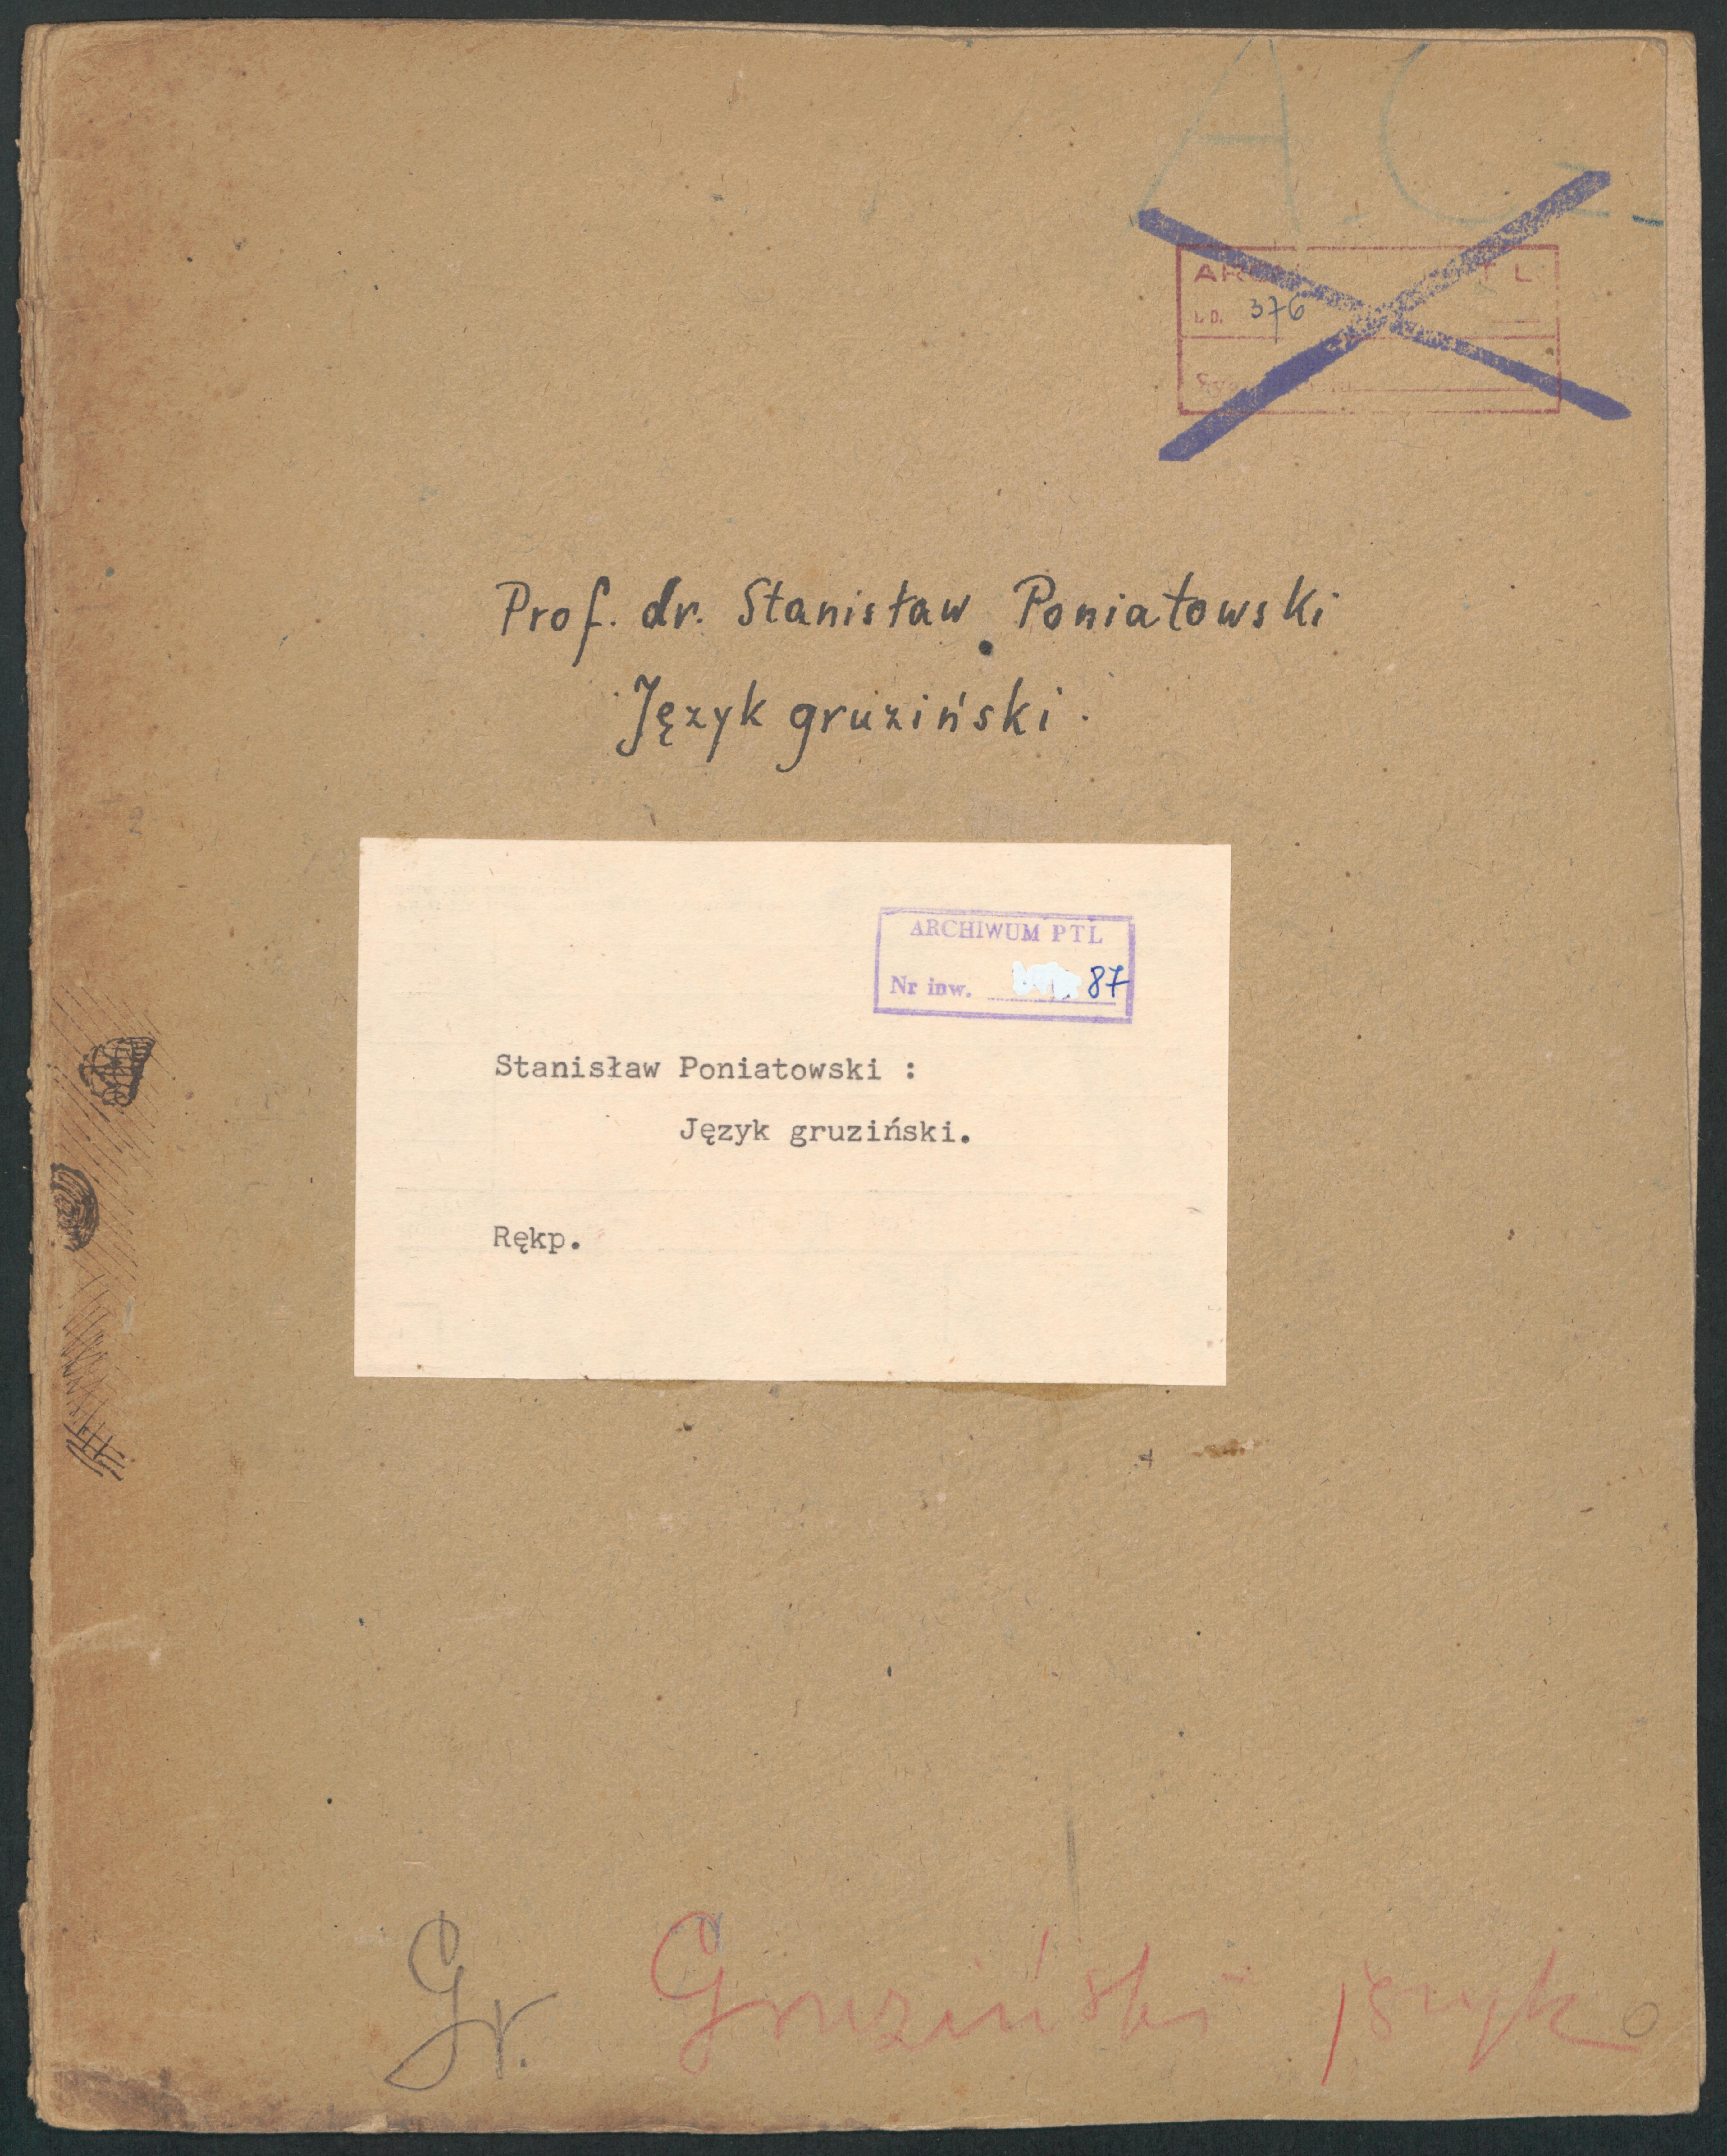 A.G.
L.D. 376
Prof. dr. Stanisław Poniatowski
Język gruziński.
ARCHIWUM PTL
Nr inw. 87
Stanisław Poniatowski :
Język gruziński.
Rękp.
Gr. Gruziński język